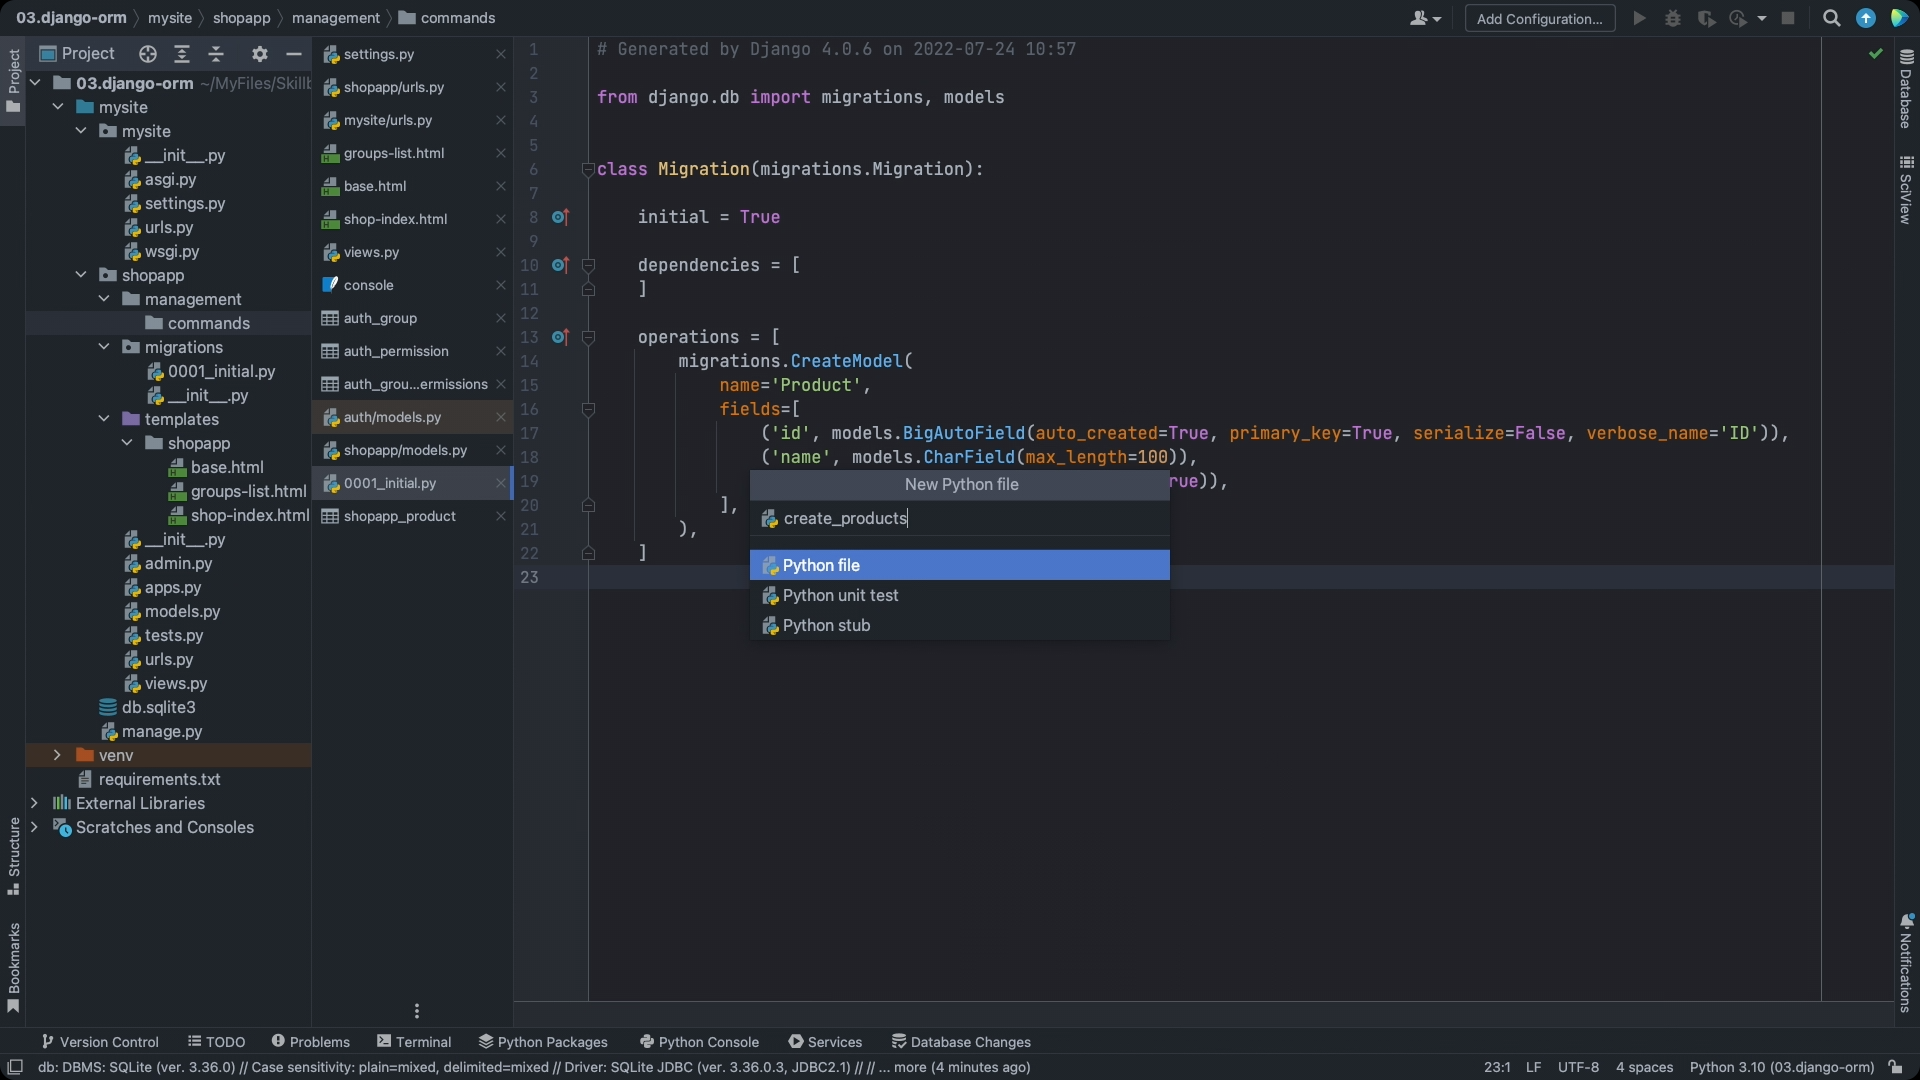 03.django-orm mysite shopapp management commands
Add Configuration...
Project
Project
03.django-orm ~/MyFiles/Skill
mysite
mysite
__init__.py
asgi.py
settings.py
urls.py
wsgi.py
shopapp
management
commands
migrations
0001_initial.py
__init__.py
templates
shopapp
base.html
groups-list.html
shop-index.html
__init__.py
admin.py
apps.py
models.py
tests.py
urls.py
views.py
db.sqlite3
manage.py
venv
requirements.txt
External Libraries
Scratches and Consoles
Structure
Bookmarks
settings.py
shopapp/urls.py
mysite/urls.py
groups-list.html
base.html
shop-index.html
views.py
console
auth_group
auth_permission
auth_grou...ermissions
auth/models.py
shopapp/models.py
0001_initial.py
shopapp_product
1 # Generated by Django 4.0.6 on 2022-07-24 10:57
2
3 from django.db import migrations, models
4
5
6 class Migration(migrations.Migration):
7
8 initial = True
9
10 dependencies = [
11 ]
12
13 operations = [
14 migrations.CreateModel(
15 name='Product',
16 fields=[
17 ('id', models.BigAutoField(auto_created=True, primary_key=True, serialize=False, verbose_name='ID')),
18 ('name', models.CharField(max_length=100)),
19 rue)),
20 ],
21 ),
22 ]
23
New Python file
create_products
Python file
Python unit test
Python stub
Database
SciView
Notifications
Version Control TODO Problems Terminal Python Packages Python Console Services Database Changes
db: DBMS: SQLite (ver. 3.36.0) // Case sensitivity: plain=mixed, delimited=mixed // Driver: SQLite JDBC (ver. 3.36.0.3, JDBC2.1) // // ... more (4 minutes ago) 23:1 LF UTF-8 4 spaces Python 3.10 (03.django-orm)